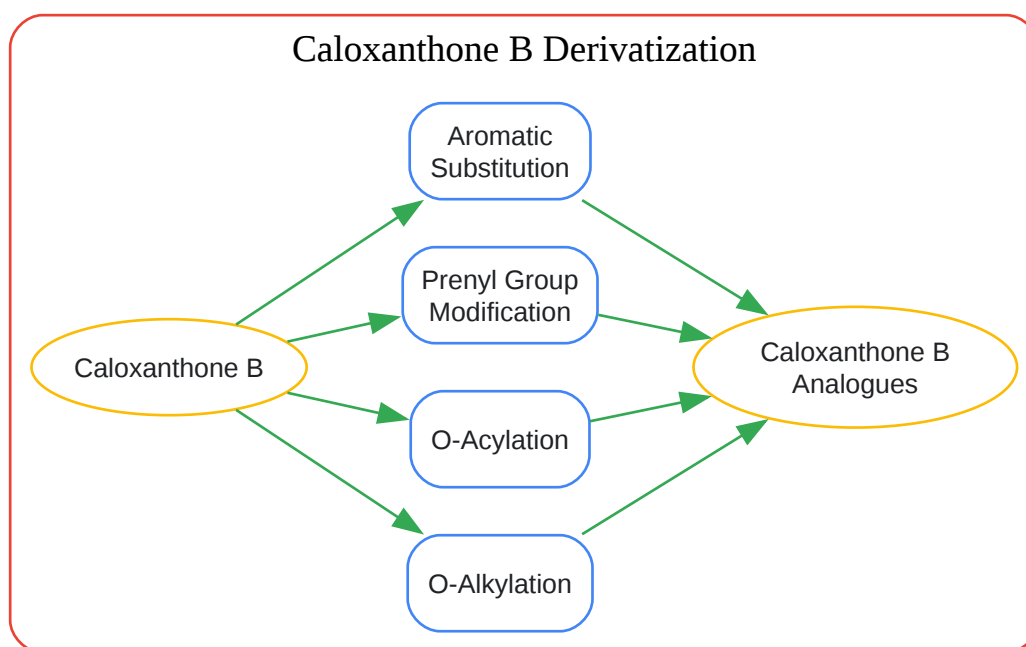 Caloxanthone B Derivatization
Aromatic
Substitution
Prenyl Group
Modification
Caloxanthone B
Caloxanthone B
Analogues
O-Acylation
O-Alkylation